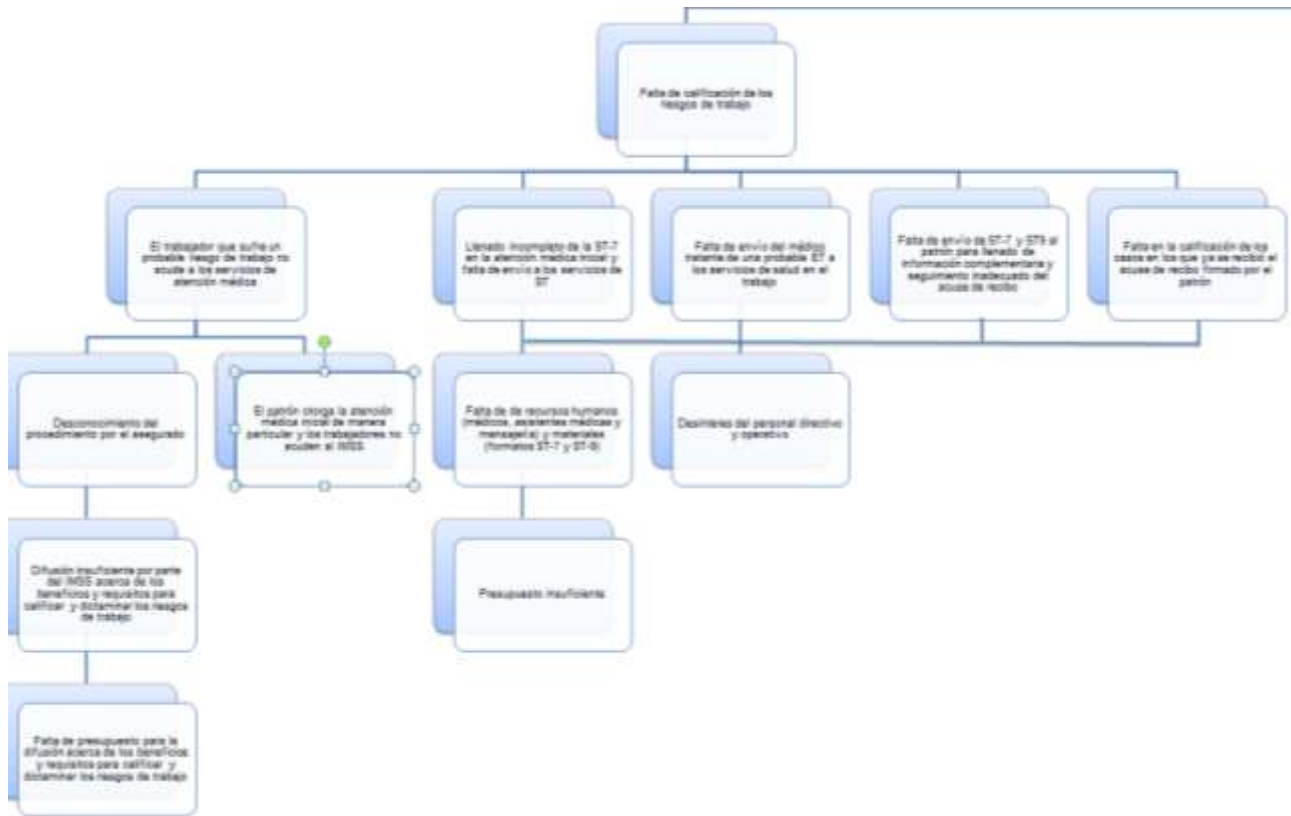 Falta de calificación de los
riesgos de trabajo
El trabajador que sufre un
probable riesgo de trabajo no
acude a los servicios de
atención médica
Llenado incompleto de la ST-7
en la atención médica inicial y
falta de envío a los servicios de
ST
Falta de envío del médico
tratante de una probable ET a
los servicios de salud en el
trabajo
Falta de envío de ST-7 y ST9 al
patrón para llenado de
información complementaria y
seguimiento inadecuado del
acuse de recibo
Falta en la calificación de los
casos en los que ya se recibió el
acuse de recibo firmado por el
patrón
Desconocimiento del
procedimiento por el asegurado
El patrón otorga la atención
médica inicial de manera
particular y los trabajadores no
acuden al IMSS
Falta de de recursos humanos
(médicos, asistentes médicas y
mensajería) y materiales
(formatos ST-7 y ST-9)
Desinteres del personal directivo
y operativo
Difusión insuficiente por parte
del IMSS acerca de los
beneficios y requisitos para
calificar y dictaminar los riesgos
de trabajo
Presupuesto insuficiente
Falta de presupuesto para la
difusión acerca de los beneficios
y requisitos para calificar y
dictaminar los riesgos de trabajo